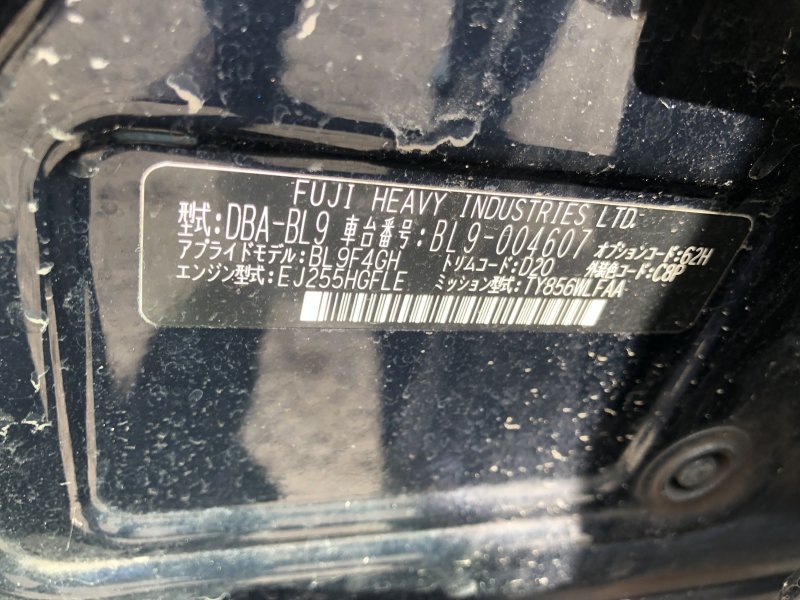 FUJI HEAVY INDUSTRIES LTD.
型式:DBA-BL9 車台番号:BL9-004607 オプションコード:62H
アプライドモデル:BL9F4GH トリムコード:D20 外装色コード:C8P
エンジン型式:EJ255HGFLE ミッション型式:TY856WLFAA